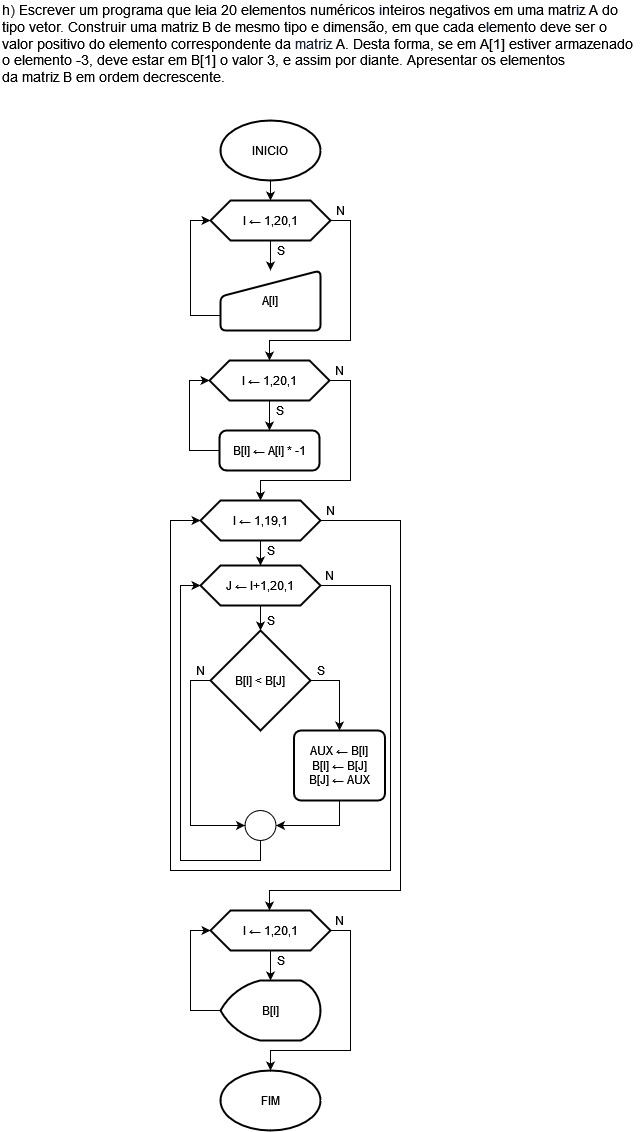 h) Escrever um programa que leia 20 elementos numéricos inteiros negativos em uma matriz A do
tipo vetor. Construir uma matriz B de mesmo tipo e dimensão, em que cada elemento deve ser o
valor positivo do elemento correspondente da matriz A. Desta forma, se em A[1] estiver armazenado
o elemento -3, deve estar em B[1] o valor 3, e assim por diante. Apresentar os elementos
da matriz B em ordem decrescente.
INICIO
I ← 1,20,1
N
S
A[I]
I ← 1,20,1
N
S
B[I] ← A[I] * -1
I ← 1,19,1
N
S
J ← I+1,20,1
N
S
B[I] < B[J]
N
S
AUX ← B[I]
B[I] ← B[J]
B[J] ← AUX
I ← 1,20,1
N
S
B[I]
FIM